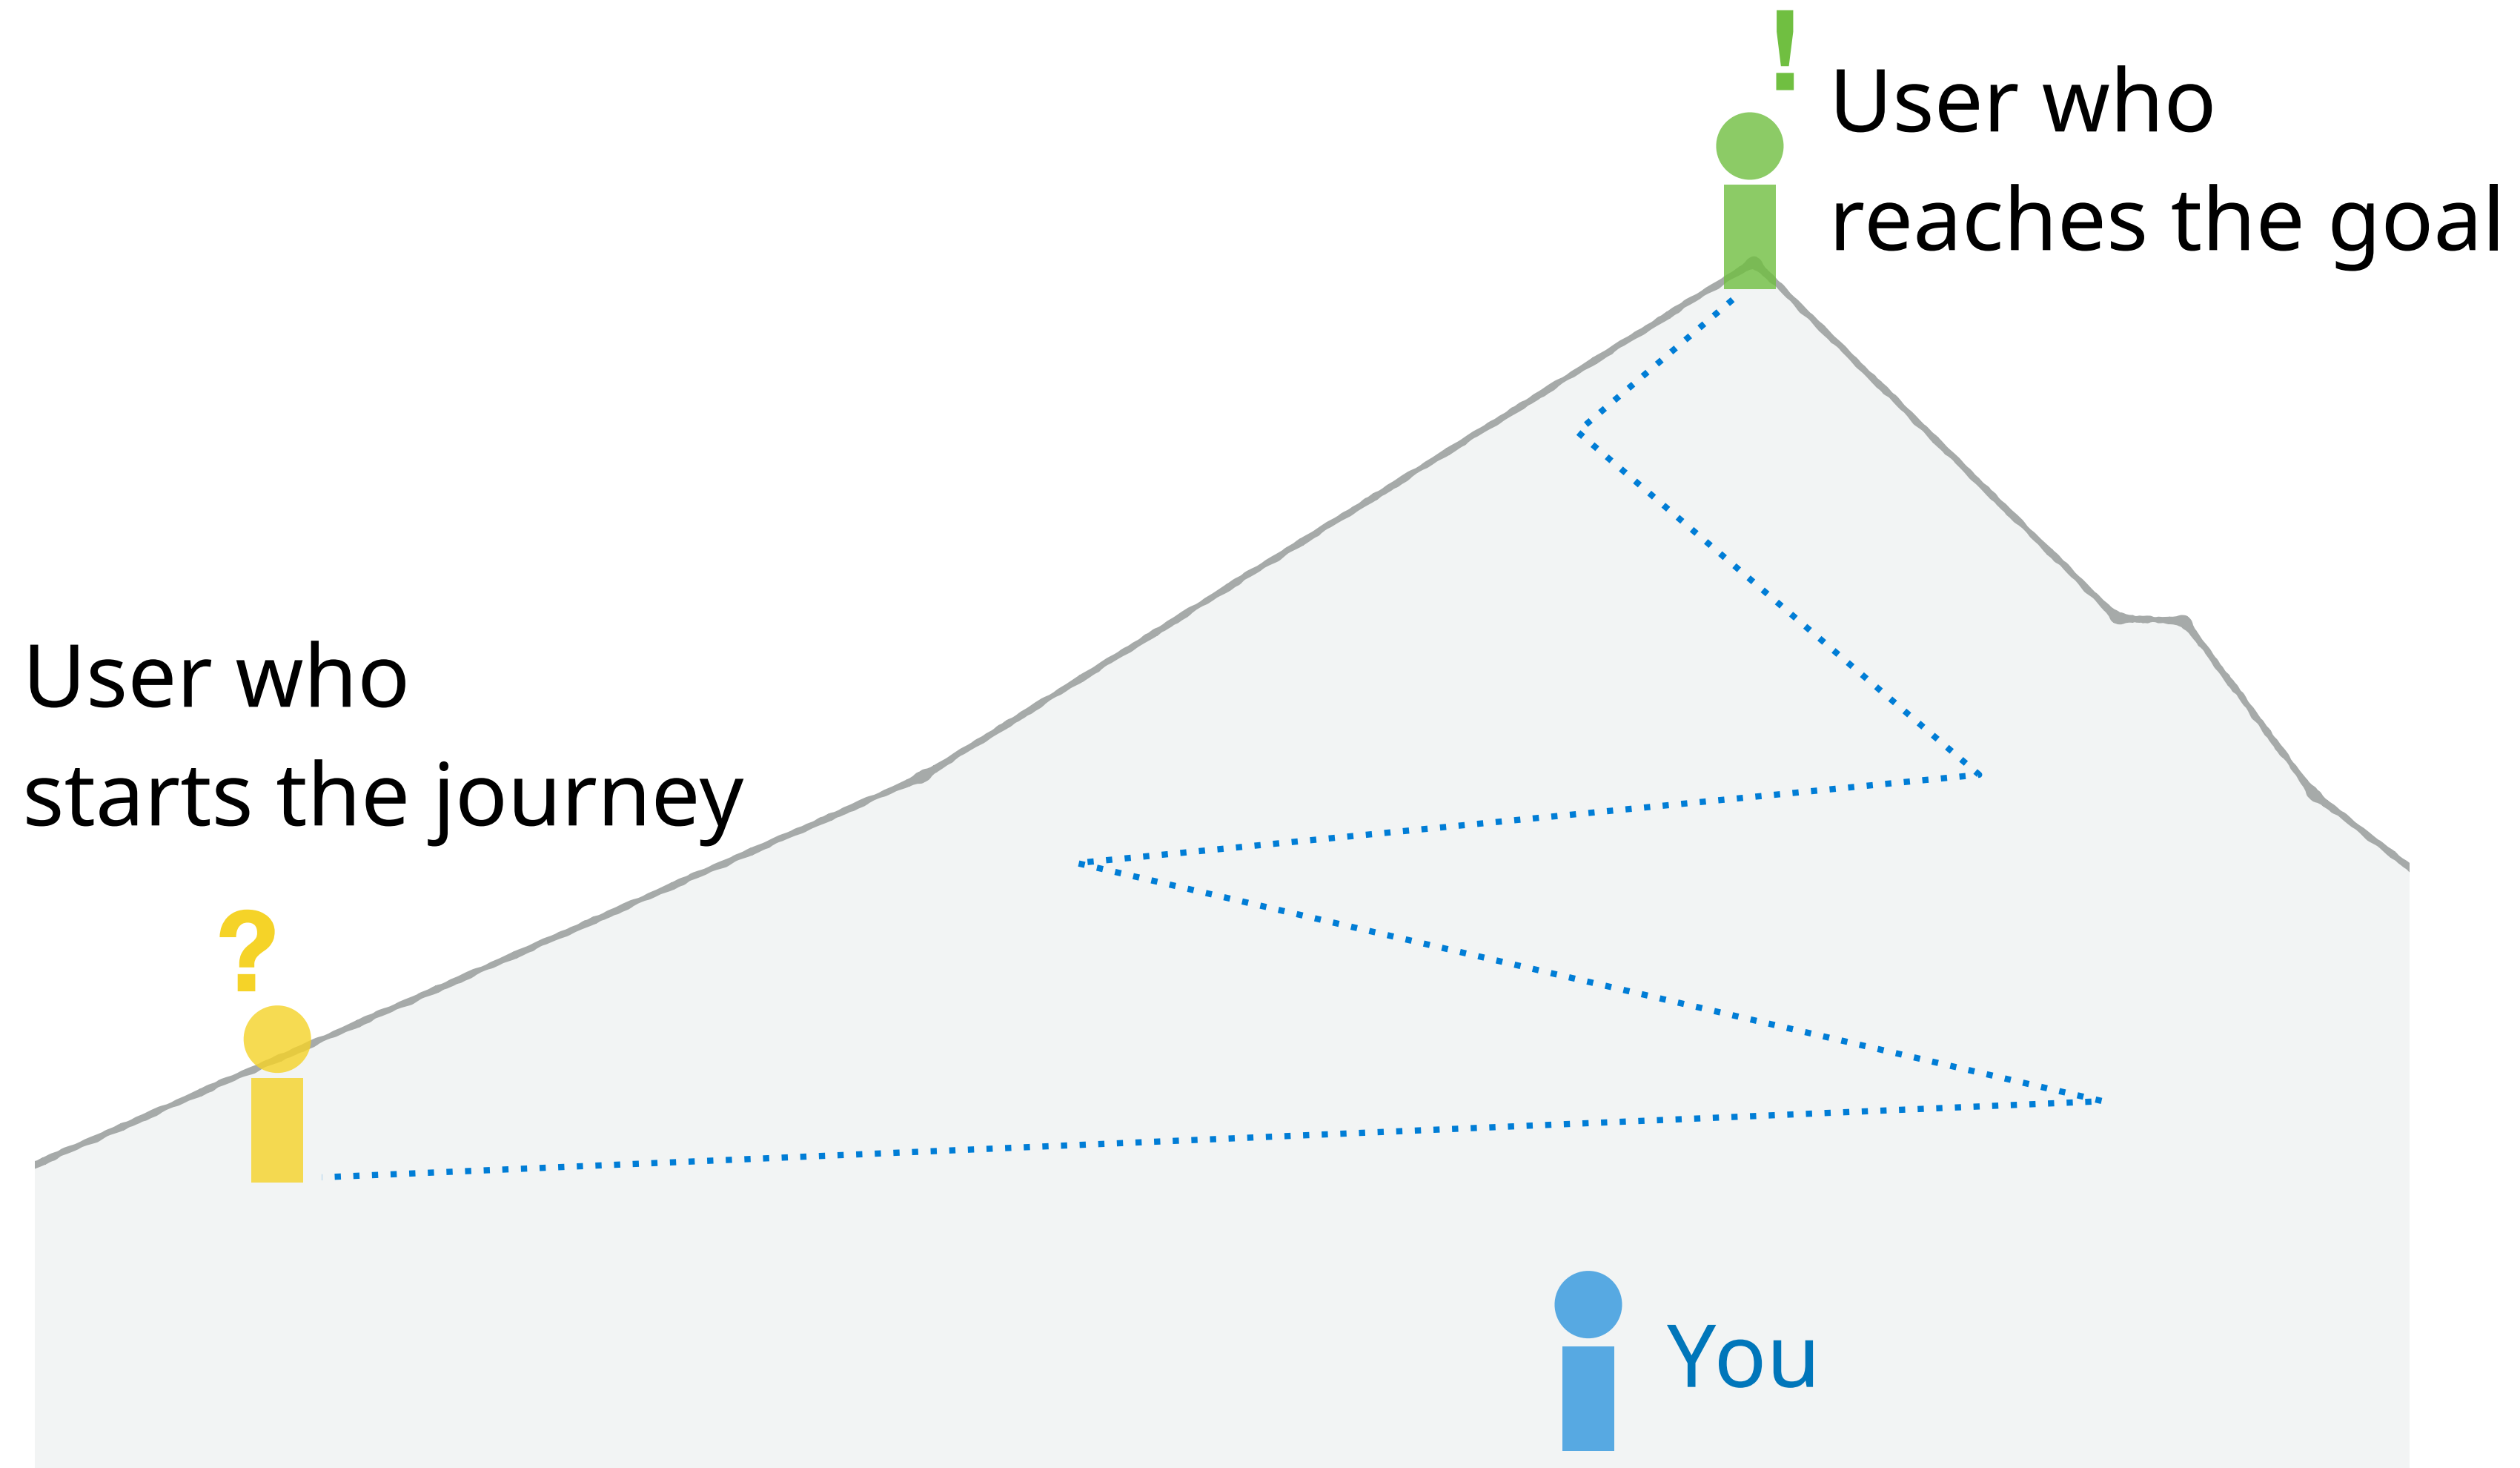 !
User who
reaches the goal
User who
starts the journey
?
You